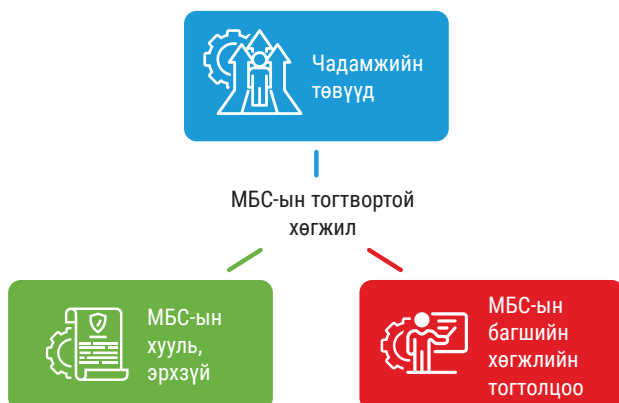 Чадамжийн
төвүүд
МБС-ын тогтвортой
хөгжил
МБС-ын
хууль,
эрхзүй
МБС-ын
багшийн
хөгжлийн
тогтолцоо